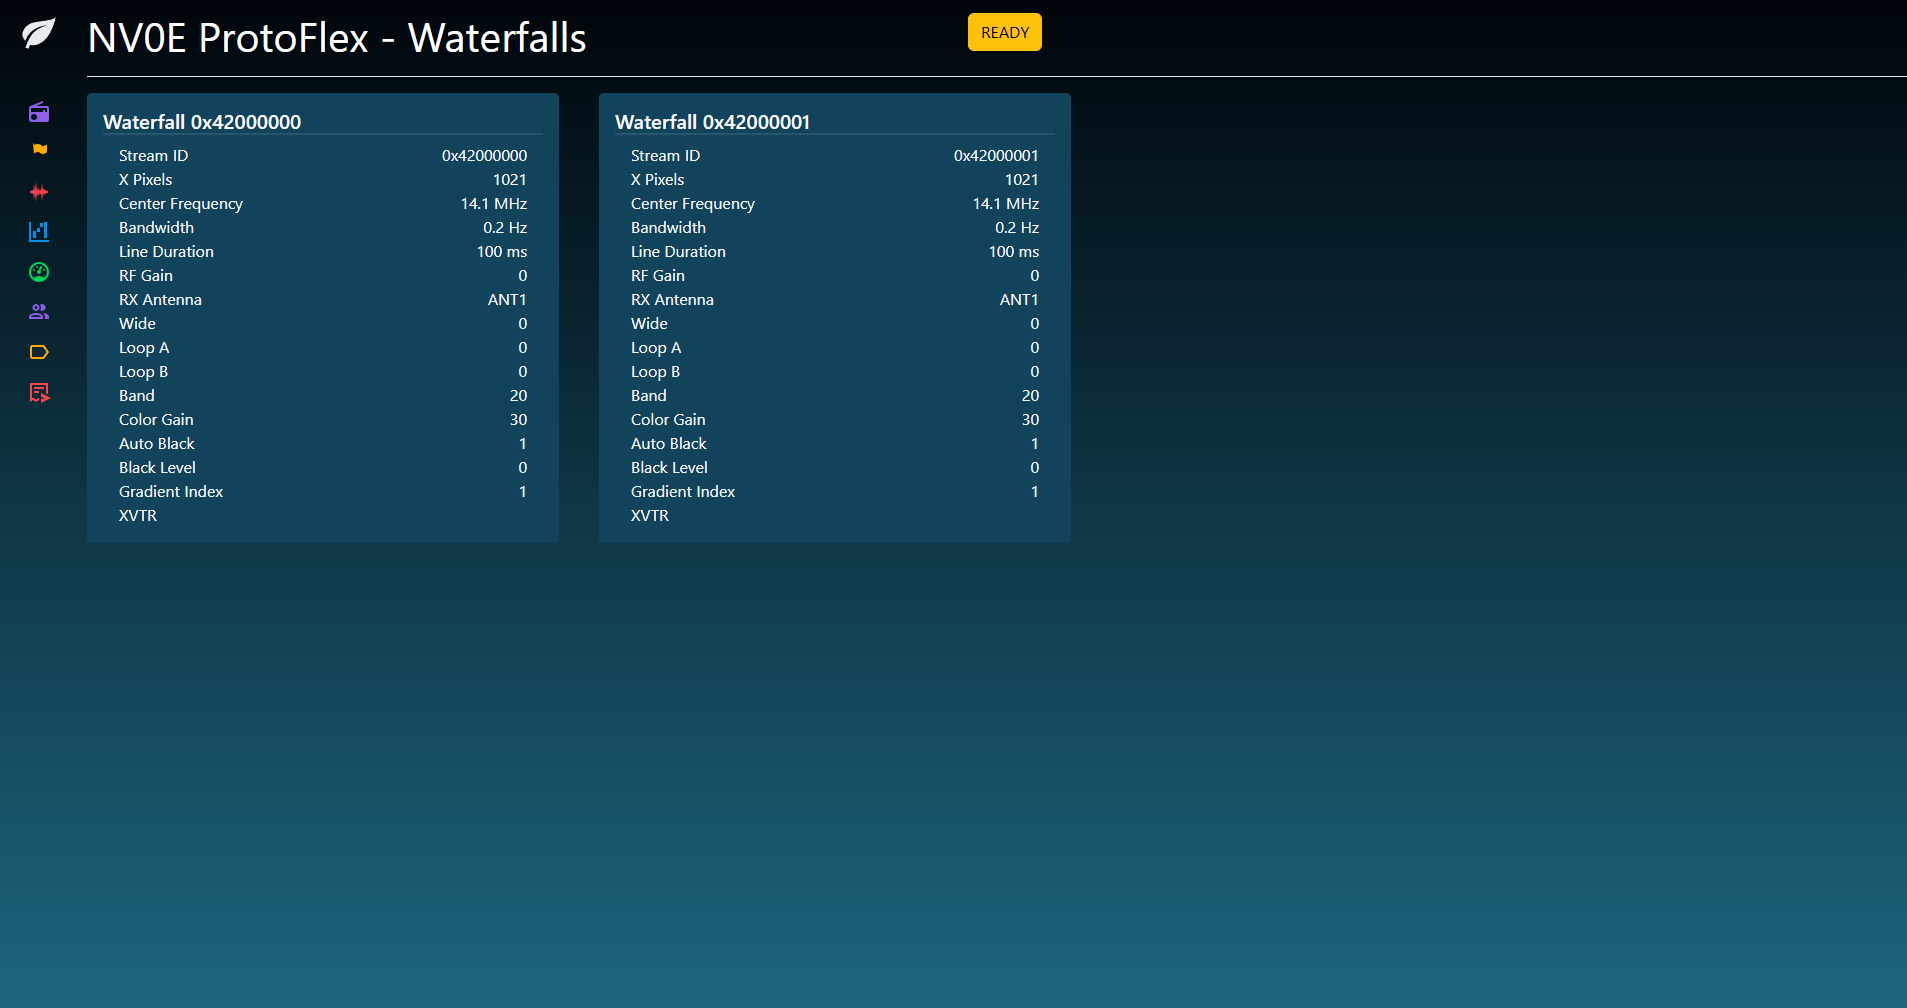 NV0E ProtoFlex - Waterfalls
READY
Waterfall 0x42000000
Stream ID 0x42000000
X Pixels 1021
Center Frequency 14.1 MHz
Bandwidth 0.2 Hz
Line Duration 100 ms
RF Gain 0
RX Antenna ANT1
Wide 0
Loop A 0
Loop B 0
Band 20
Color Gain 30
Auto Black 1
Black Level 0
Gradient Index 1
XVTR
Waterfall 0x42000001
Stream ID 0x42000001
X Pixels 1021
Center Frequency 14.1 MHz
Bandwidth 0.2 Hz
Line Duration 100 ms
RF Gain 0
RX Antenna ANT1
Wide 0
Loop A 0
Loop B 0
Band 20
Color Gain 30
Auto Black 1
Black Level 0
Gradient Index 1
XVTR